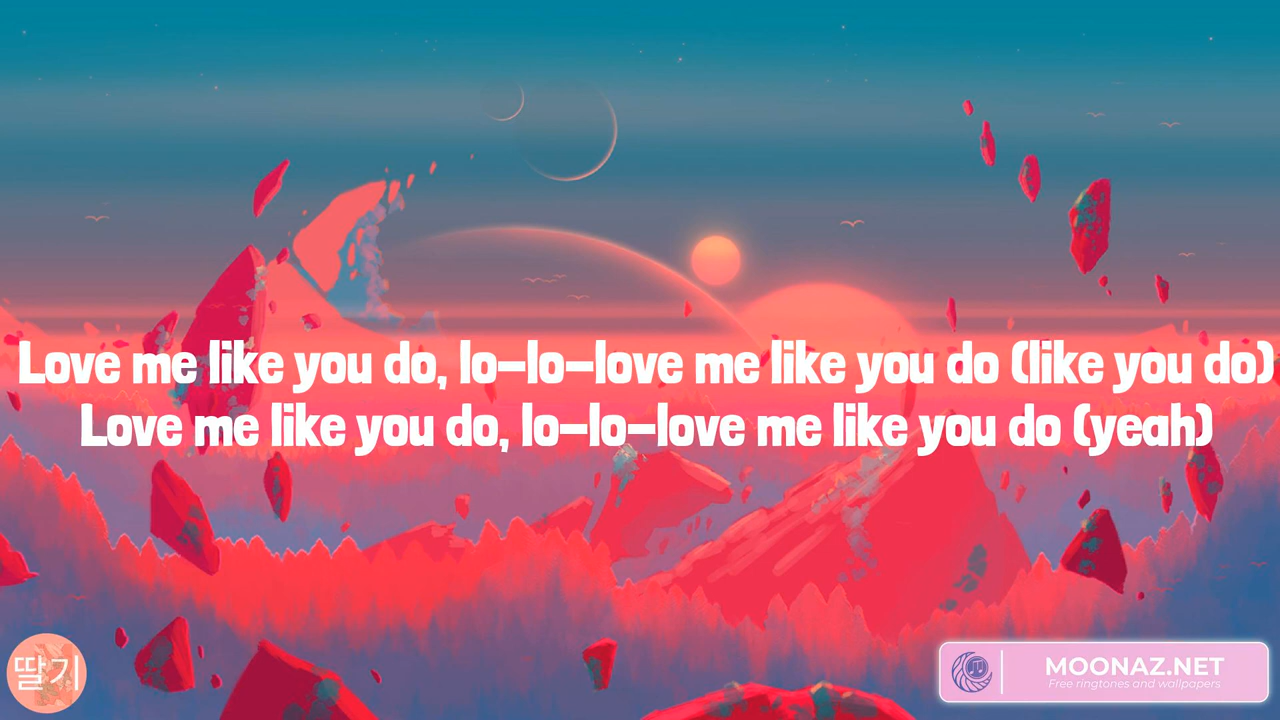 Love me like you do, lo-lo-love me like you do (like you do)
Love me like you do, lo-lo-love me like you do (yeah)
딸기
MOONAZ.NET
Free ringtones and wallpapers